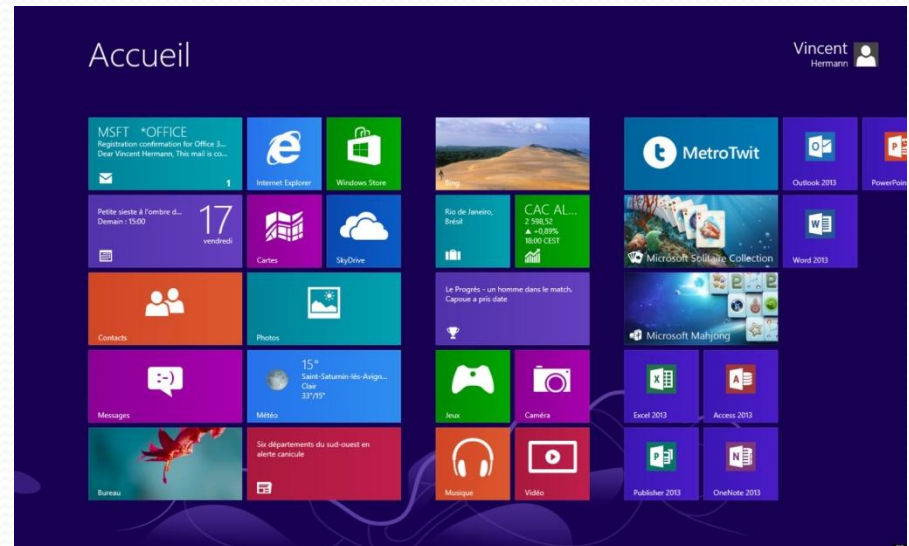 Accueil
Vincent
Hermann
MSFT *OFFICE
Registration confirmation for Office 3...
Dear Vincent Hermann, This mail is co...
1
Internet Explorer
Windows Store
Petite sieste à l'ombre d...
Demain : 15:00
17
vendredi
Cartes
SkyDrive
Contacts
Photos
:-)
Messages
15°
Saint-Saturnin-lès-Avign...
Clair
33°/15°
Météo
Bureau
Six départements du sud-ouest en
alerte canicule
Bing
Rio de Janeiro,
Brésil
CAC AL...
2 598,52
▲ +0,89%
18:00 CEST
Le Progrès - un homme dans le match.
Capoue a pris date
Jeux
Caméra
Musique
Vidéo
t MetroTwit
Outlook 2013
PowerPoin
Microsoft Solitaire Collection
Word 2013
Microsoft Mahjong
Excel 2013
Access 2013
Publisher 2013
OneNote 2013